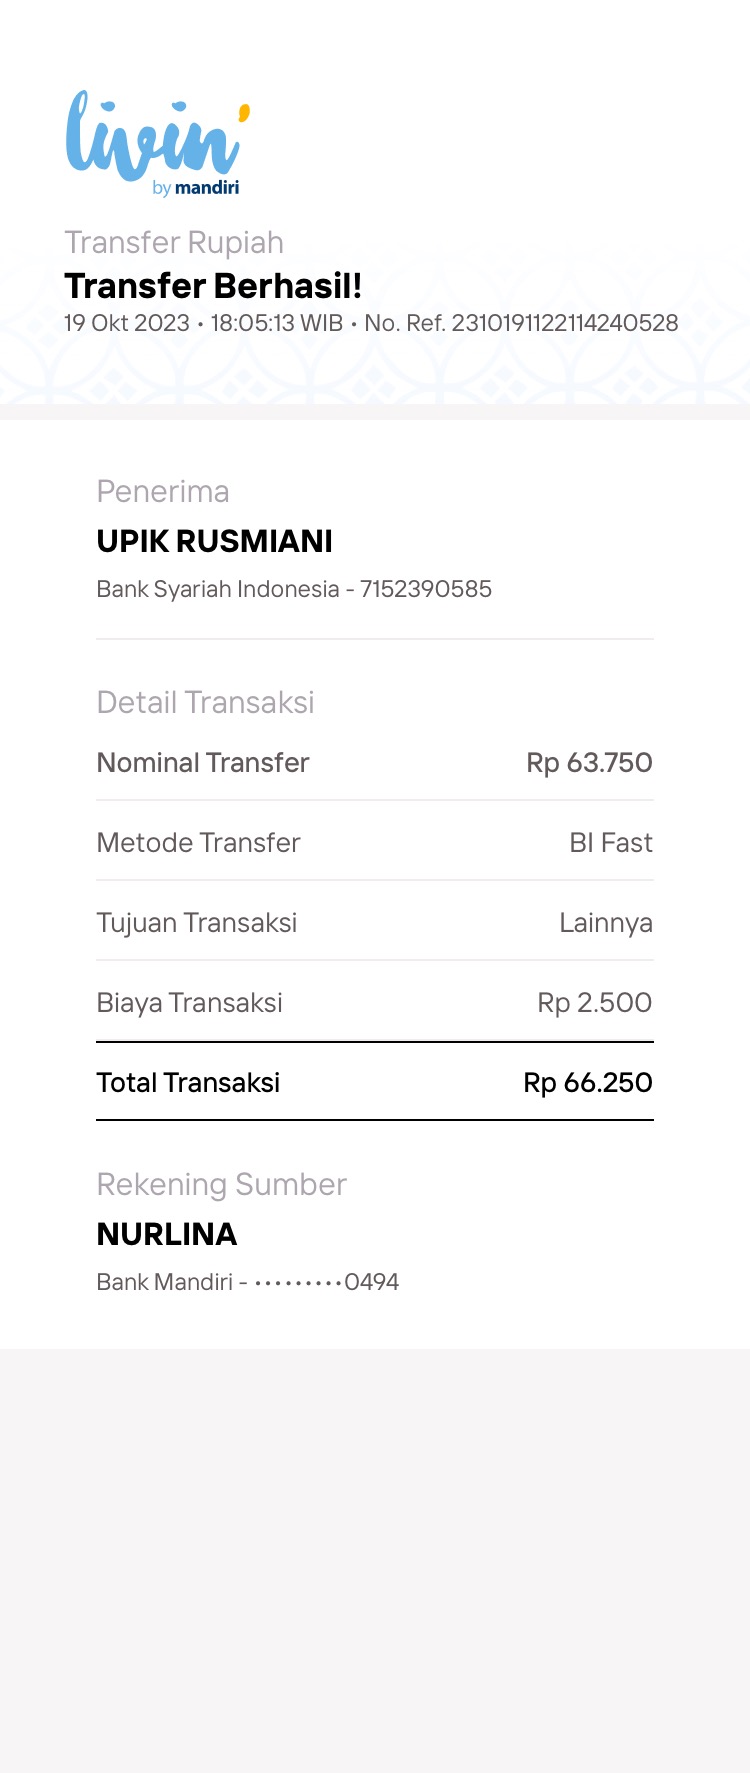 livin'
by mandiri
Transfer Rupiah
Transfer Berhasil!
19 Okt 2023 • 18:05:13 WIB • No. Ref. 2310191122114240528
Penerima
UPIK RUSMIANI
Bank Syariah Indonesia - 7152390585
Detail Transaksi
Nominal Transfer Rp 63.750
Metode Transfer BI Fast
Tujuan Transaksi Lainnya
Biaya Transaksi Rp 2.500
Total Transaksi Rp 66.250
Rekening Sumber
NURLINA
Bank Mandiri - •••••••••0494